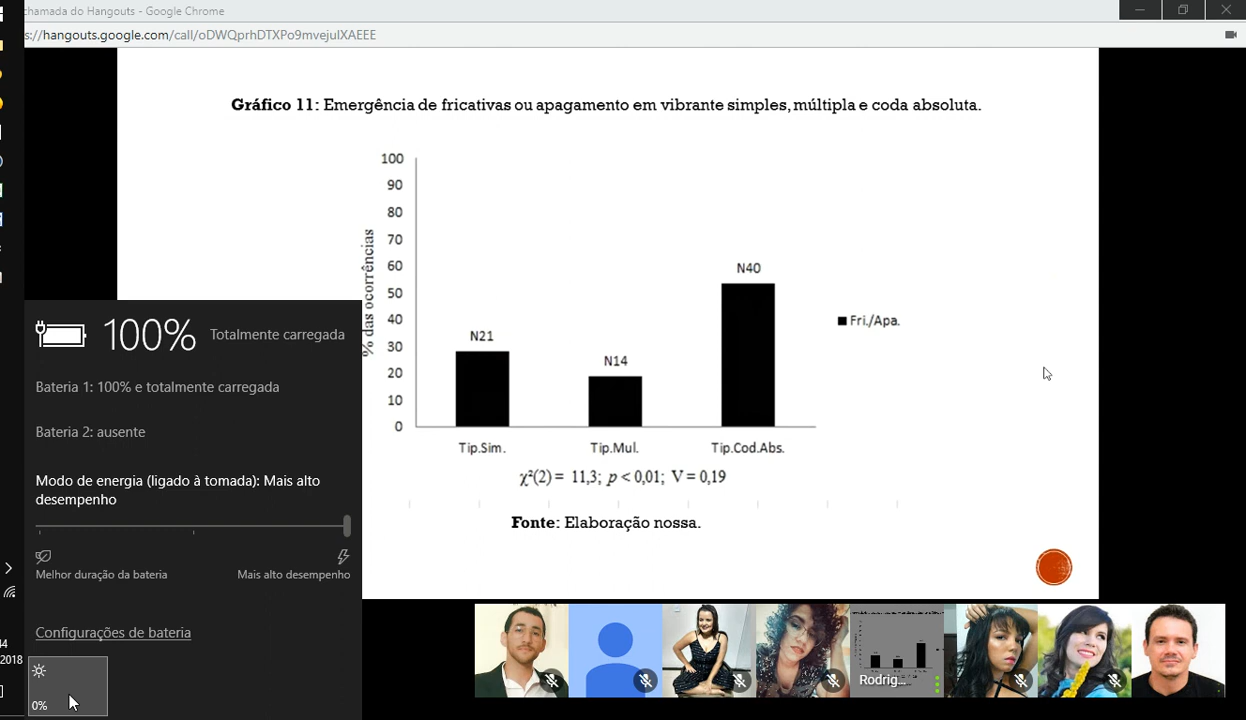 chamada do Hangouts - Google Chrome
s://hangouts.google.com/call/oDWQprhDTXPo9mvejuIXAEEE
Gráfico 11: Emergência de fricativas ou apagamento em vibrante simples, múltipla e coda absoluta.
% das ocorrências
100
90
80
70
60
50
40
30
20
10
0
N21
N14
N40
Fri./Apa.
Tip.Sim.
Tip.Mul.
Tip.Cod.Abs.
χ²(2) = 11,3; p < 0,01; V = 0,19
Fonte: Elaboração nossa.
100% Totalmente carregada
Bateria 1: 100% e totalmente carregada
Bateria 2: ausente
Modo de energia (ligado à tomada): Mais alto
desempenho
Melhor duração da bateria
Mais alto desempenho
Configurações de bateria
0%
2018
Rodrig...